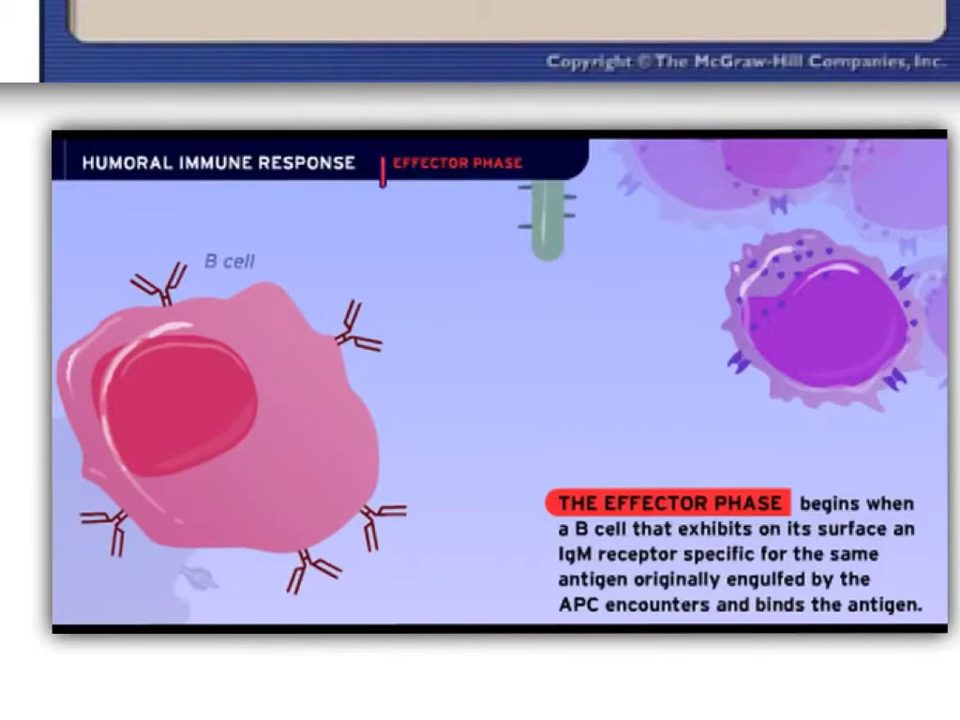 Copyright © The McGraw-Hill Companies, Inc.
HUMORAL IMMUNE RESPONSE | EFFECTOR PHASE
B cell
THE EFFECTOR PHASE begins when
a B cell that exhibits on its surface an
IgM receptor specific for the same
antigen originally engulfed by the
APC encounters and binds the antigen.